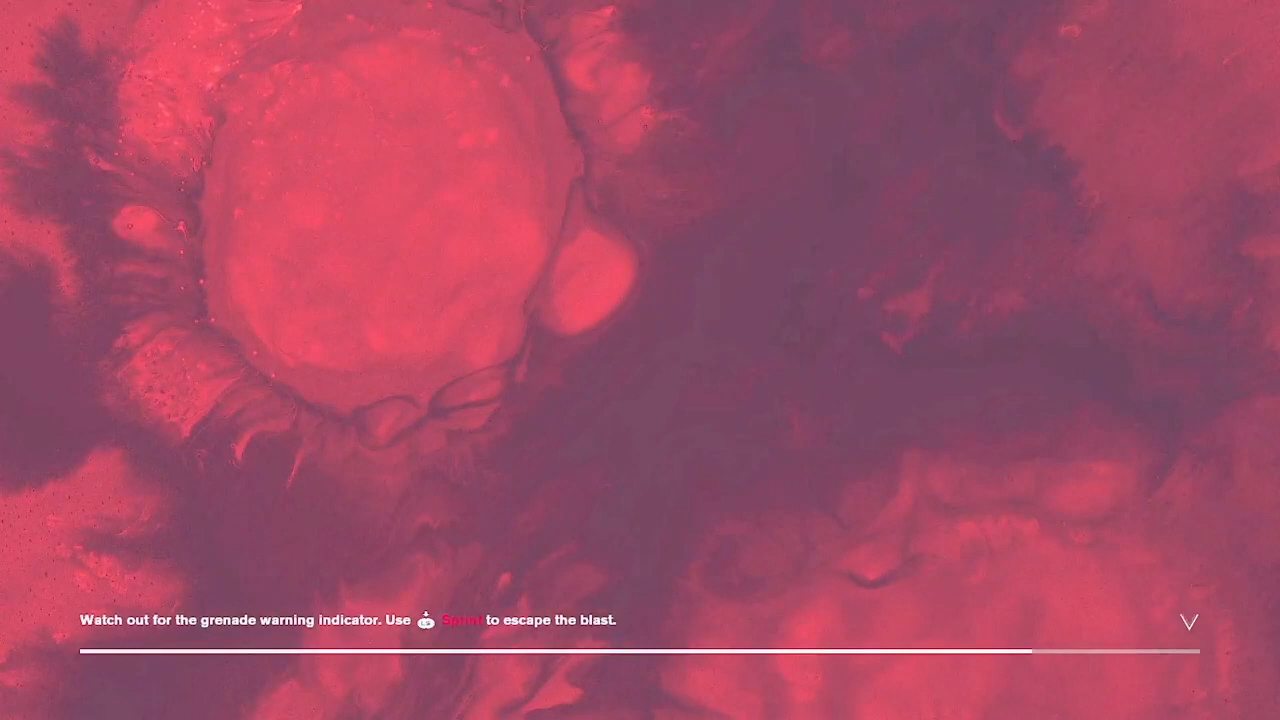 Watch out for the grenade warning indicator. Use Sprint to escape the blast.